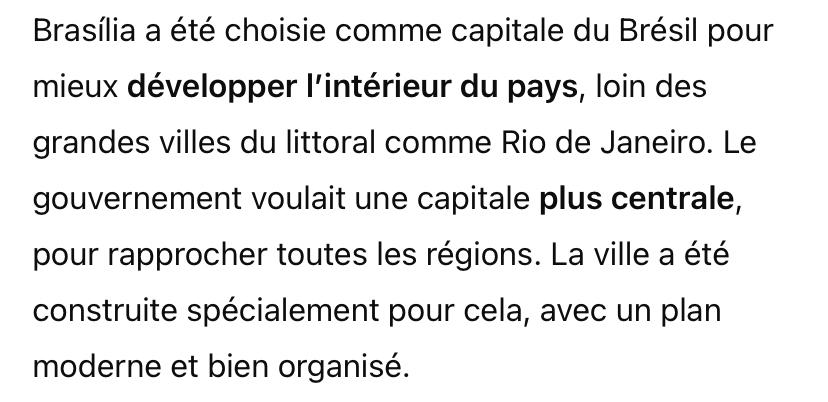 Brasília a été choisie comme capitale du Brésil pour
mieux développer l’intérieur du pays, loin des
grandes villes du littoral comme Rio de Janeiro. Le
gouvernement voulait une capitale plus centrale,
pour rapprocher toutes les régions. La ville a été
construite spécialement pour cela, avec un plan
moderne et bien organisé.